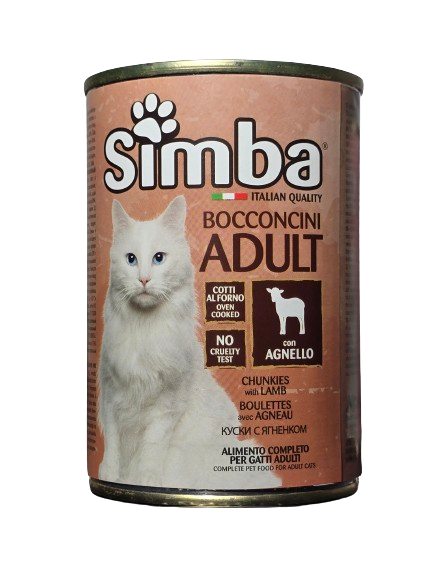 Simba®
ITALIAN QUALITY
BOCCONCINI
ADULT
COTTI
AL FORNO
OVEN
COOKED
NO
CRUELTY
TEST
con
AGNELLO
CHUNKIES
with LAMB
BOULETTES
avec AGNEAU
КУСКИ С ЯГНЕНКОМ
ALIMENTO COMPLETO
PER GATTI ADULTI
COMPLETE PET FOOD FOR ADULT CATS